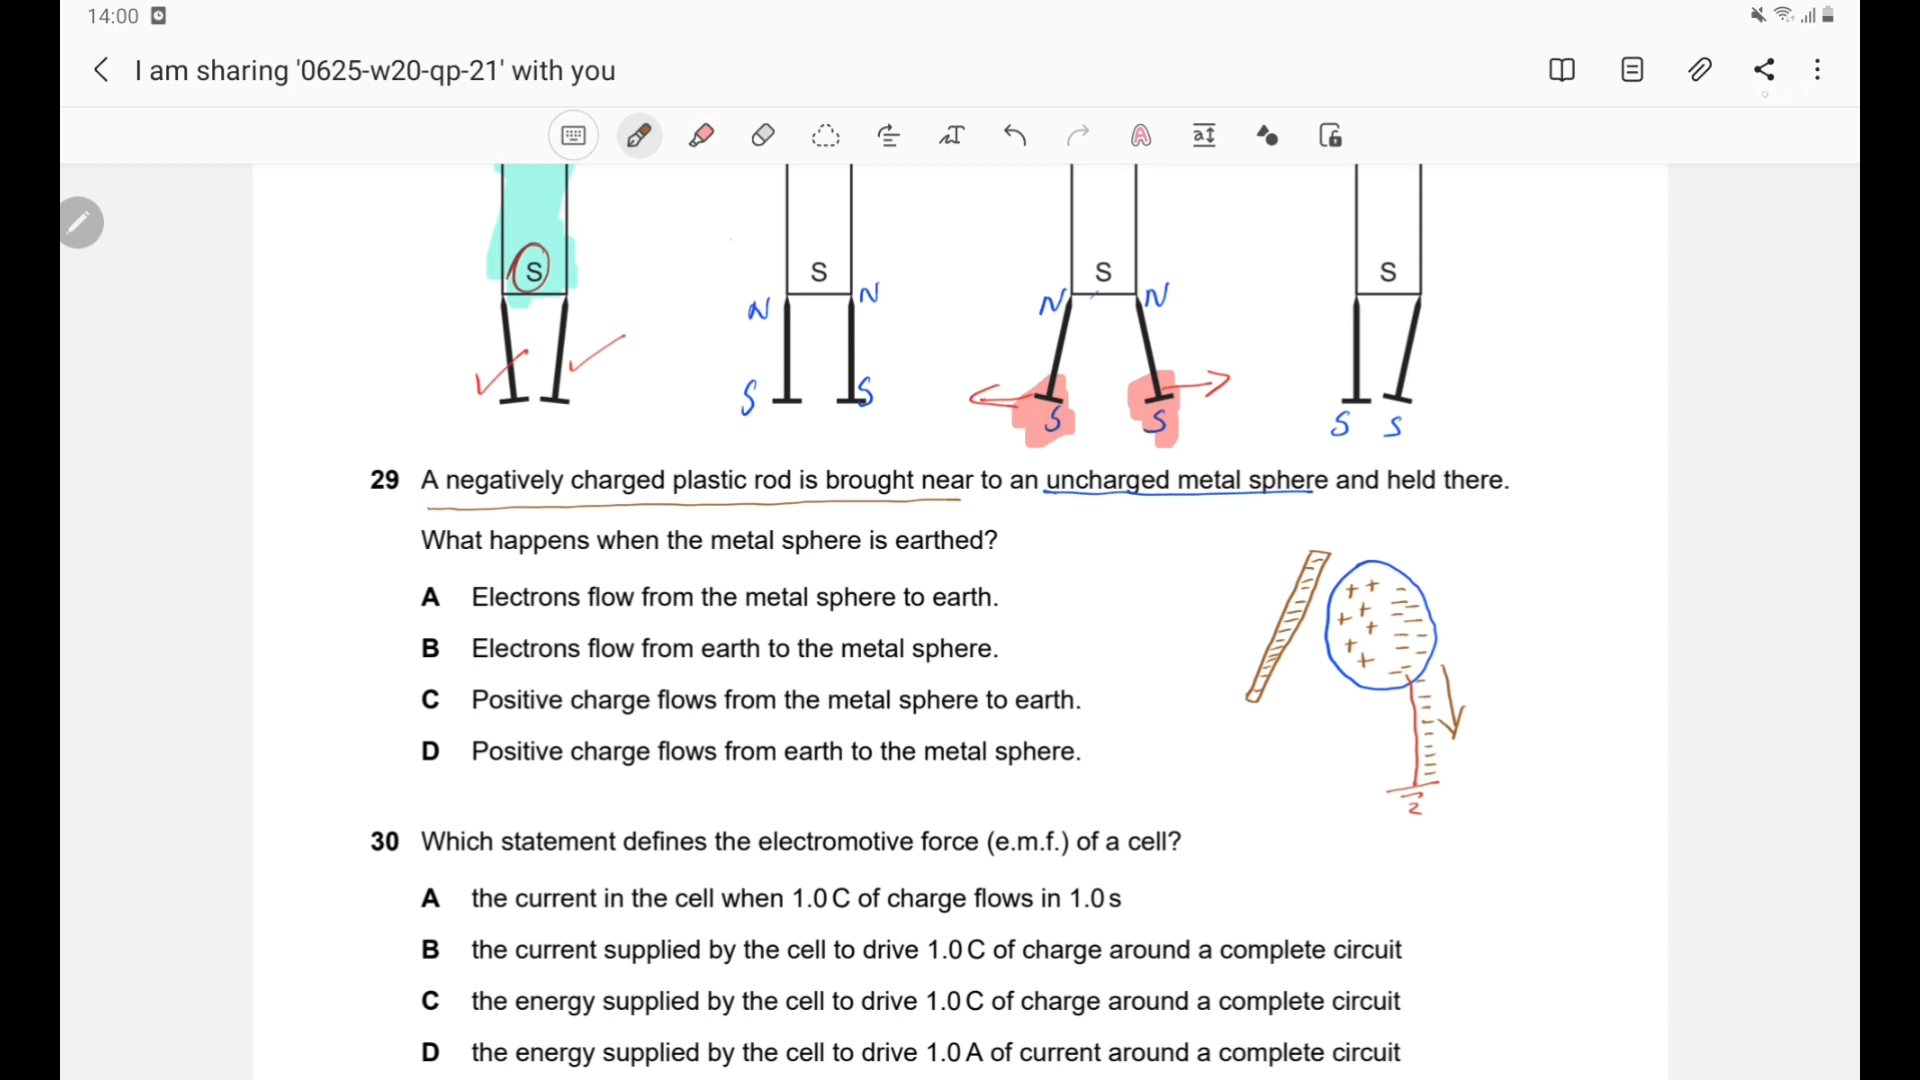 14:00
I am sharing '0625-w20-qp-21' with you
S S S S
N N N N
S S S S S S
29 A negatively charged plastic rod is brought near to an uncharged metal sphere and held there.
What happens when the metal sphere is earthed?
A Electrons flow from the metal sphere to earth.
B Electrons flow from earth to the metal sphere.
C Positive charge flows from the metal sphere to earth.
D Positive charge flows from earth to the metal sphere.
30 Which statement defines the electromotive force (e.m.f.) of a cell?
A the current in the cell when 1.0 C of charge flows in 1.0 s
B the current supplied by the cell to drive 1.0 C of charge around a complete circuit
C the energy supplied by the cell to drive 1.0 C of charge around a complete circuit
D the energy supplied by the cell to drive 1.0 A of current around a complete circuit